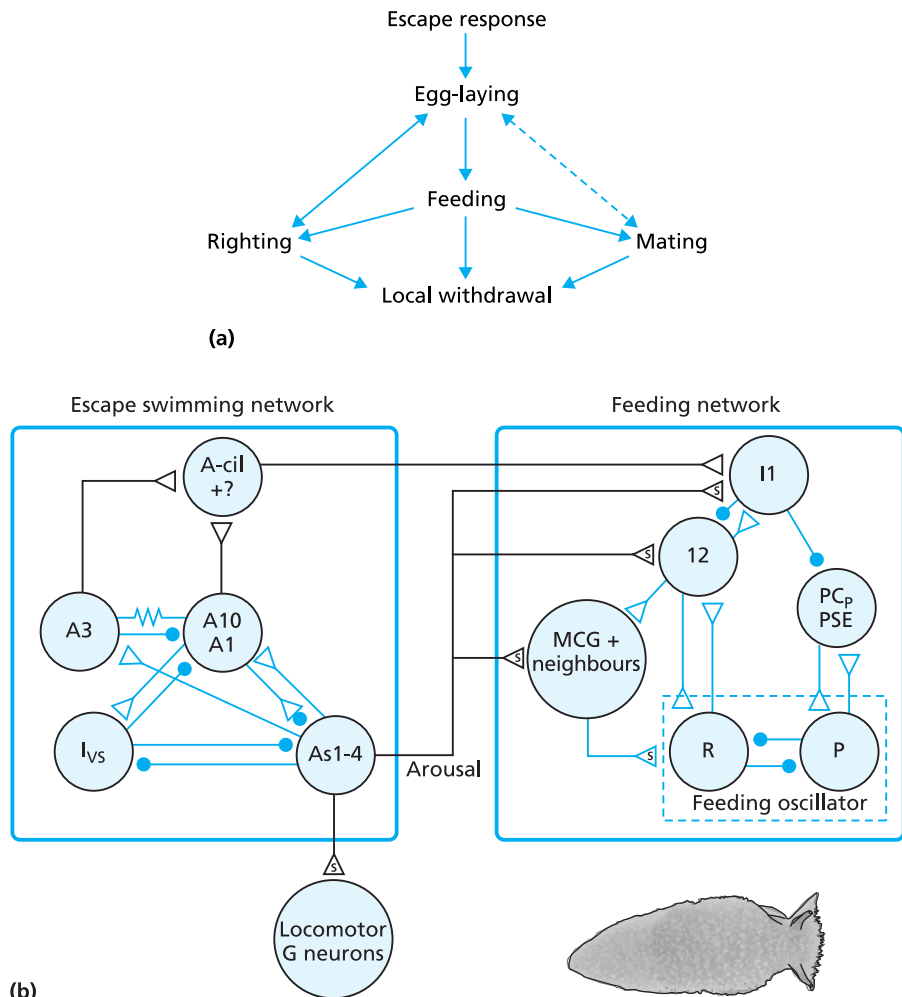 Escape response
Egg-laying
Feeding
Righting
Mating
Local withdrawal
(a)
Escape swimming network
Feeding network
A-cil
+?
I1
s
12
s
A3
A10
A1
PCP
PSE
MCG +
neighbours
s
IVS
As1-4
Arousal
s
R
P
Feeding oscillator
s
Locomotor
G neurons
(b)